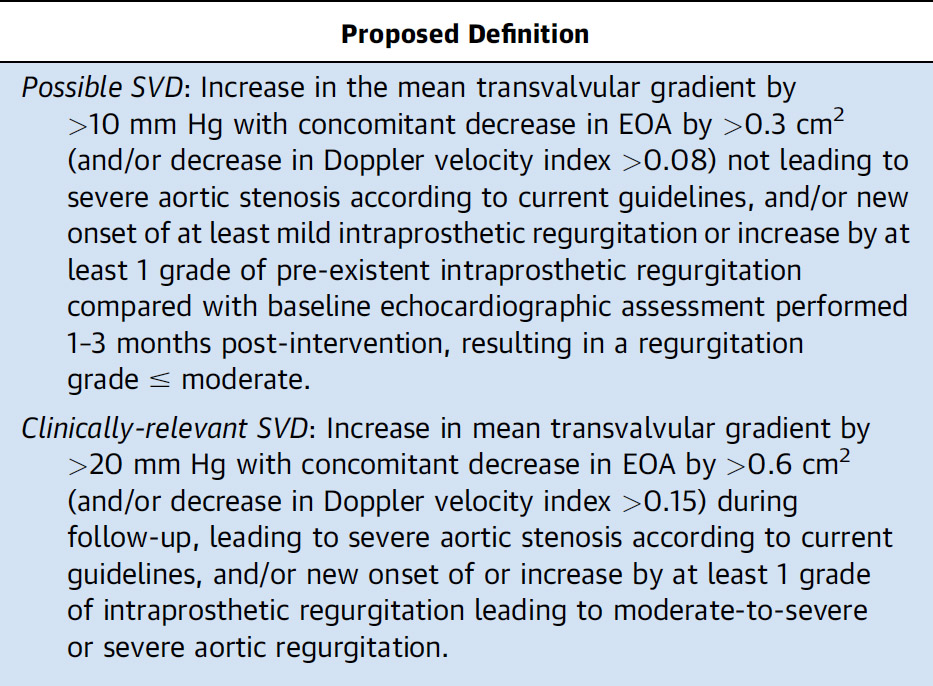 Proposed Definition
Possible SVD: Increase in the mean transvalvular gradient by
>10 mm Hg with concomitant decrease in EOA by >0.3 cm²
(and/or decrease in Doppler velocity index >0.08) not leading to
severe aortic stenosis according to current guidelines, and/or new
onset of at least mild intraprosthetic regurgitation or increase by at
least 1 grade of pre-existent intraprosthetic regurgitation
compared with baseline echocardiographic assessment performed
1–3 months post-intervention, resulting in a regurgitation
grade ≤ moderate.
Clinically-relevant SVD: Increase in mean transvalvular gradient by
>20 mm Hg with concomitant decrease in EOA by >0.6 cm²
(and/or decrease in Doppler velocity index >0.15) during
follow-up, leading to severe aortic stenosis according to current
guidelines, and/or new onset of or increase by at least 1 grade
of intraprosthetic regurgitation leading to moderate-to-severe
or severe aortic regurgitation.